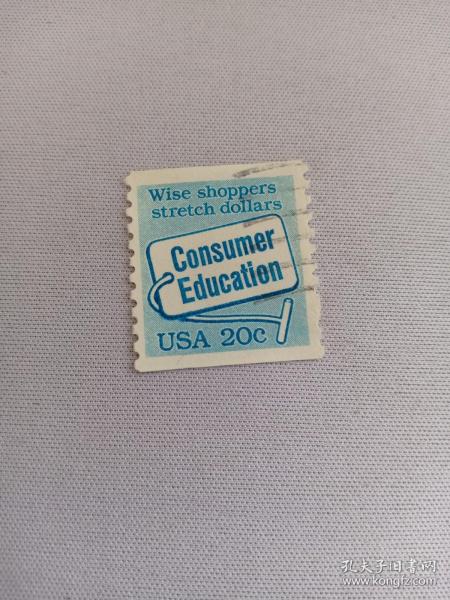 Wise shoppers
stretch dollars
Consumer
Education
USA 20c
孔夫子旧书网
www.kongfz.com